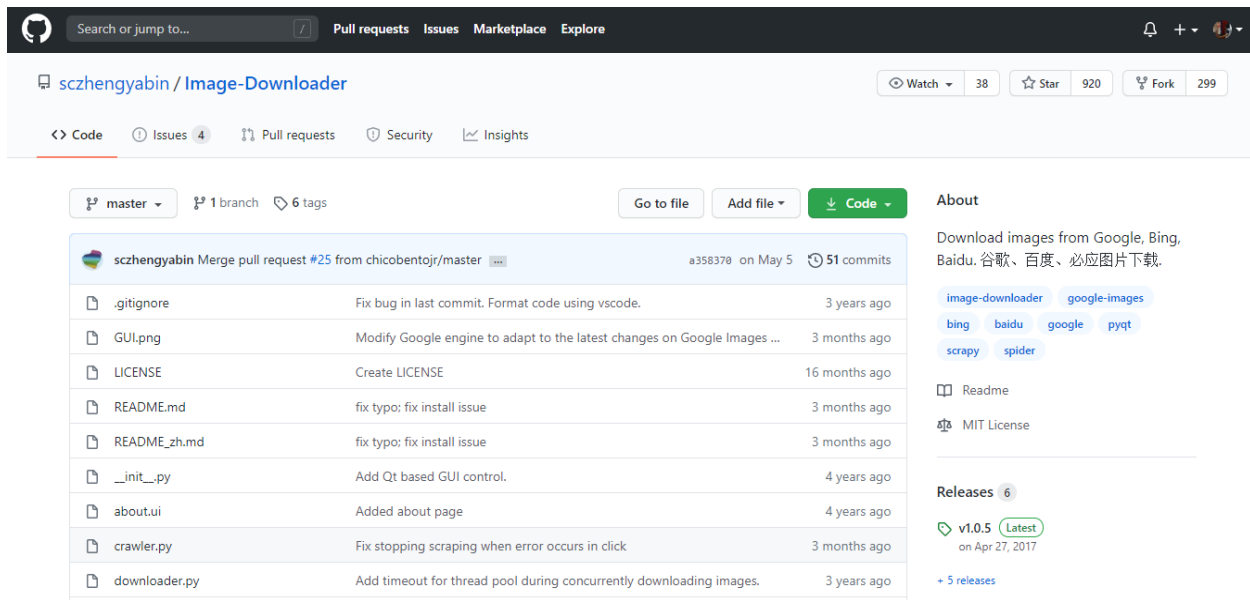 Search or jump to... / Pull requests Issues Marketplace Explore
sczhengyabin / Image-Downloader Watch 38 Star 920 Fork 299
Code Issues 4 Pull requests Security Insights
master 1 branch 6 tags Go to file Add file Code
sczhengyabin Merge pull request #25 from chicobentojr/master ... a358370 on May 5 51 commits
.gitignore Fix bug in last commit. Format code using vscode. 3 years ago
GUI.png Modify Google engine to adapt to the latest changes on Google Images ... 3 months ago
LICENSE Create LICENSE 16 months ago
README.md fix typo; fix install issue 3 months ago
README_zh.md fix typo; fix install issue 3 months ago
__init__.py Add Qt based GUI control. 4 years ago
about.ui Added about page 4 years ago
crawler.py Fix stopping scraping when error occurs in click 3 months ago
downloader.py Add timeout for thread pool during concurrently downloading images. 3 years ago
About
Download images from Google, Bing,
Baidu. 谷歌、百度、必应图片下载.
image-downloader google-images
bing baidu google pyqt
scrapy spider
Readme
MIT License
Releases 6
v1.0.5 Latest
on Apr 27, 2017
+ 5 releases